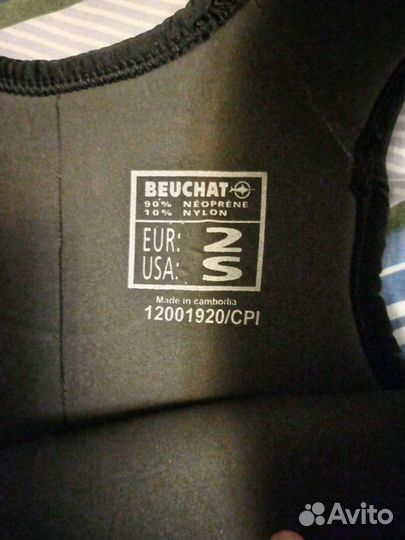 BEUCHAT
90% NÉOPRÈNE
10% NYLON
EUR: 2
USA: S
Made in cambodia
12001920/CPI
Avito